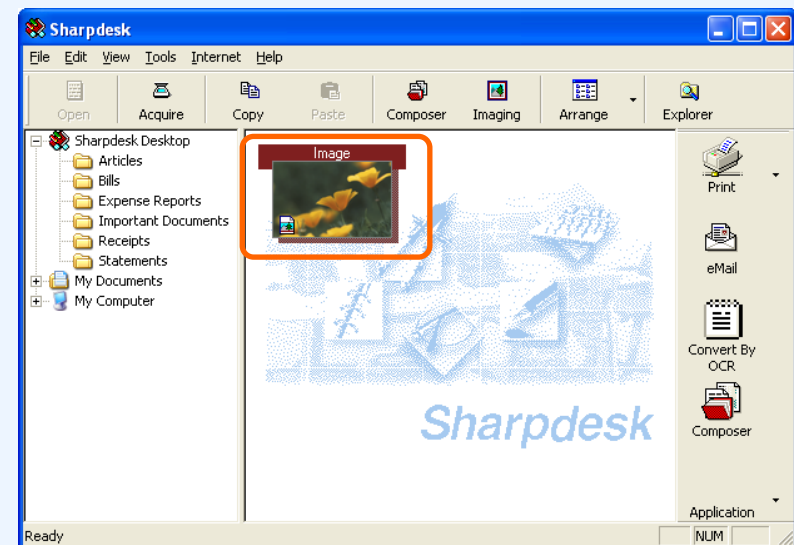 Sharpdesk
File Edit View Tools Internet Help
Open Acquire Copy Paste Composer Imaging Arrange Explorer
Sharpdesk Desktop
Articles
Bills
Expense Reports
Important Documents
Receipts
Statements
My Documents
My Computer
Image
Sharpdesk
Print
eMail
Convert By
OCR
Composer
Application
Ready
NUM